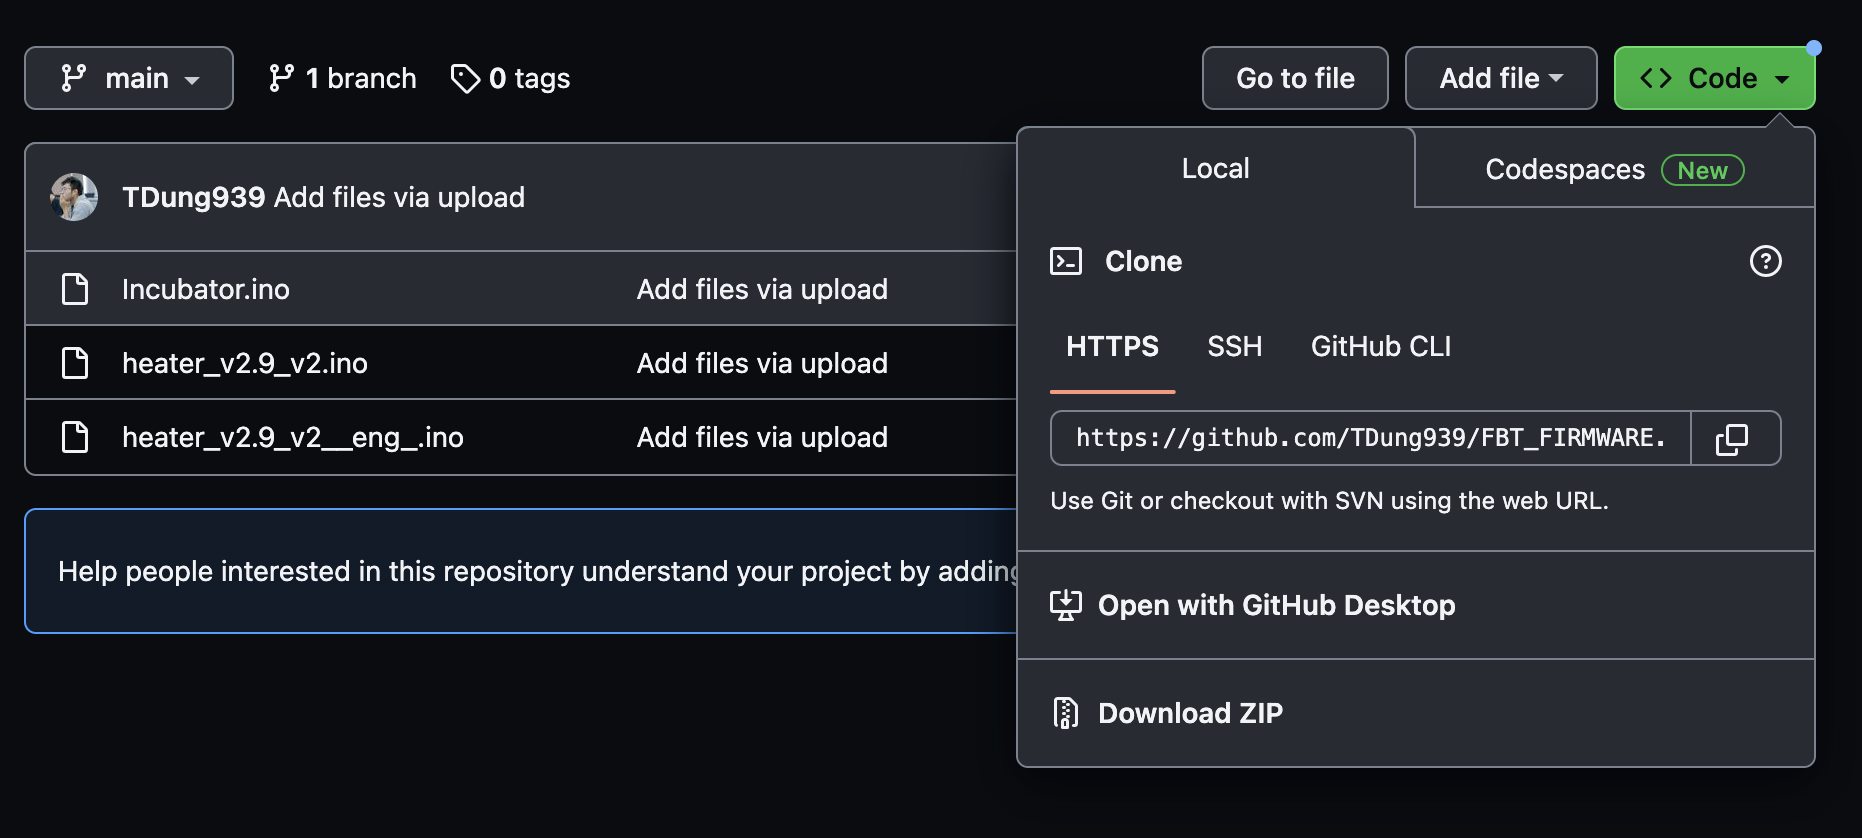 main
1 branch
0 tags
Go to file
Add file
Code
TDung939 Add files via upload
Incubator.ino Add files via upload
heater_v2.9_v2.ino Add files via upload
heater_v2.9_v2__eng_.ino Add files via upload
Help people interested in this repository understand your project by adding
Local
Codespaces New
Clone
HTTPS SSH GitHub CLI
https://github.com/TDung939/FBT_FIRMWARE.
Use Git or checkout with SVN using the web URL.
Open with GitHub Desktop
Download ZIP